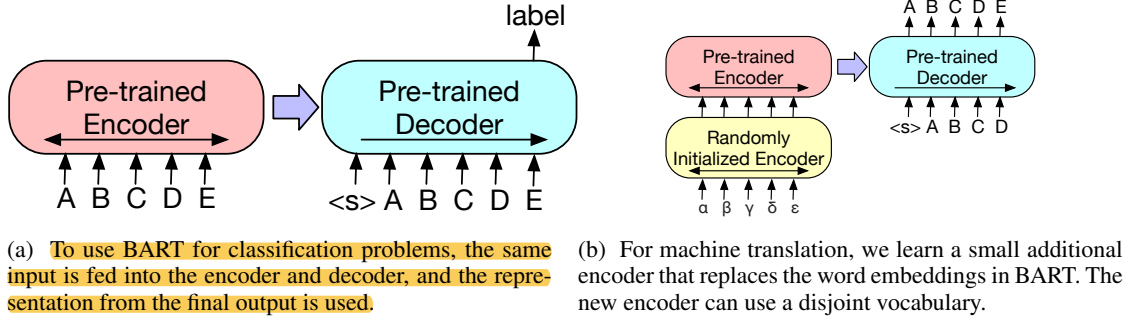 label
Pre-trained
Encoder
A B C D E
Pre-trained
Decoder
<s> A B C D E
(a) To use BART for classification problems, the same
input is fed into the encoder and decoder, and the repre-
sentation from the final output is used.
A B C D E
Pre-trained
Encoder
Pre-trained
Decoder
<s> A B C D
Randomly
Initialized Encoder
α β γ δ ε
(b) For machine translation, we learn a small additional
encoder that replaces the word embeddings in BART. The
new encoder can use a disjoint vocabulary.